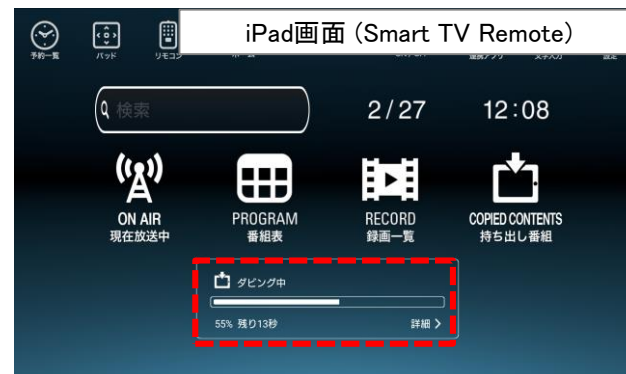 iPad画面 (Smart TV Remote)
予約一覧
パッド
リモコン
検索
2/27
12:08
ON AIR
現在放送中
PROGRAM
番組表
RECORD
録画一覧
COPIED CONTENTS
持ち出し番組
ダビング中
55% 残り13秒
詳細